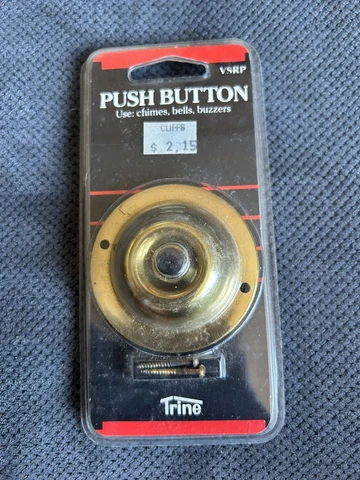 VSRP
PUSH BUTTON
Use: chimes, bells, buzzers
CLIFFS
$ 2,15
Trine